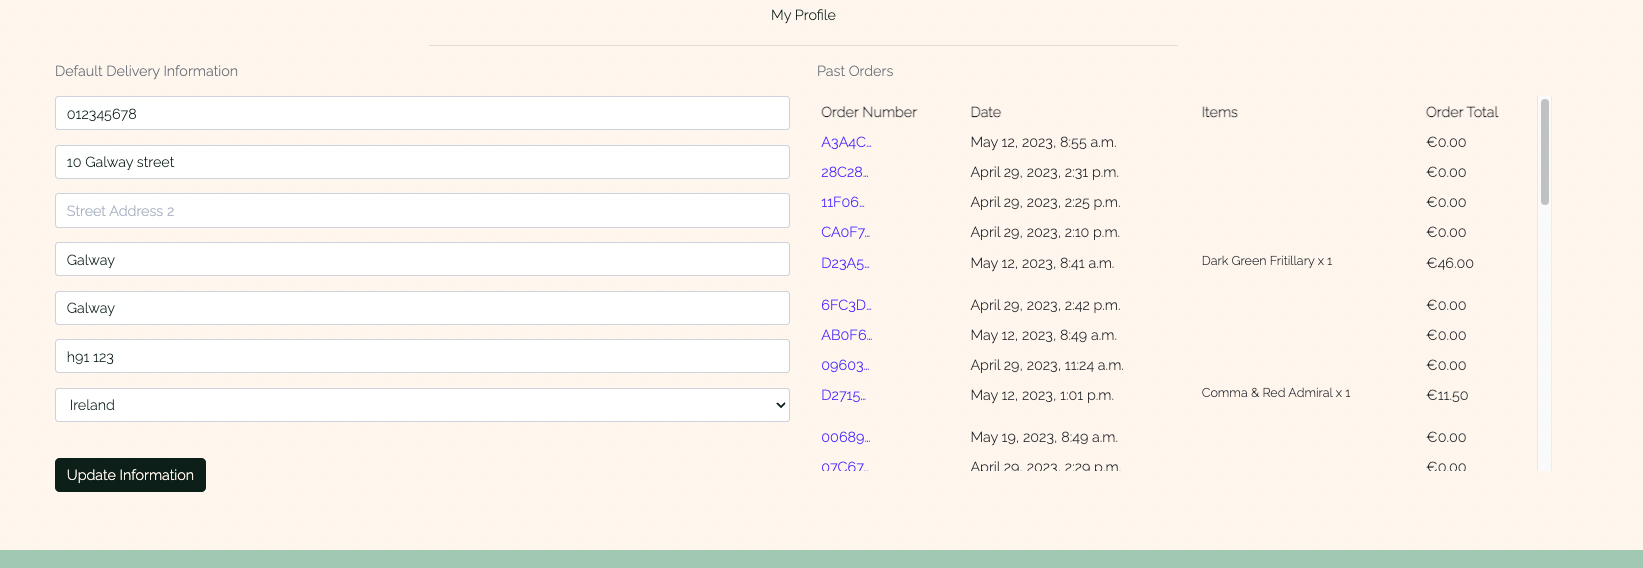 My Profile
Default Delivery Information
012345678
10 Galway street
Street Address 2
Galway
Galway
h91 123
Ireland
Update Information
Past Orders
Order Number Date Items Order Total
A3A4C... May 12, 2023, 8:55 a.m. €0.00
28C28... April 29, 2023, 2:31 p.m. €0.00
11F06... April 29, 2023, 2:25 p.m. €0.00
CA0F7... April 29, 2023, 2:10 p.m. €0.00
D23A5... May 12, 2023, 8:41 a.m. Dark Green Fritillary x 1 €46.00
6FC3D... April 29, 2023, 2:42 p.m. €0.00
AB0F6... May 12, 2023, 8:49 a.m. €0.00
09603... April 29, 2023, 11:24 a.m. €0.00
D2715... May 12, 2023, 1:01 p.m. Comma & Red Admiral x 1 €11.50
00689... May 19, 2023, 8:49 a.m. €0.00
07C67... April 29, 2023, 2:29 p.m. €0.00